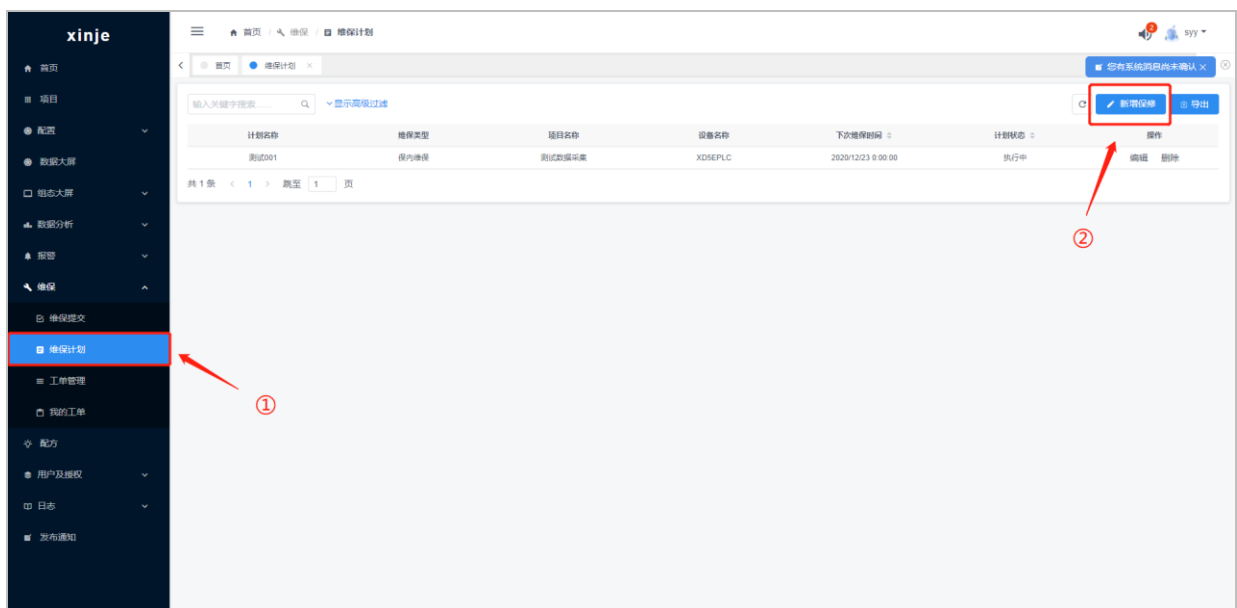 xinje
首页 / 维保 / 维保计划
2
syy
首页
维保计划 ×
您有系统消息尚未确认 ×
首页
项目
配置
数据大屏
组态大屏
数据分析
报警
维保
维保提交
维保计划
工单管理
我的工单
配方
用户及授权
日志
发布通知
输入关键字搜索......
显示高级过滤
新增保修
导出
计划名称 维保类型 项目名称 设备名称 下次维保时间 计划状态 操作
测试001 保内维保 测试数据采集 XD5EPLC 2020/12/23 0:00:00 执行中 编辑 删除
共 1 条 < 1 > 跳至 1 页
①
②